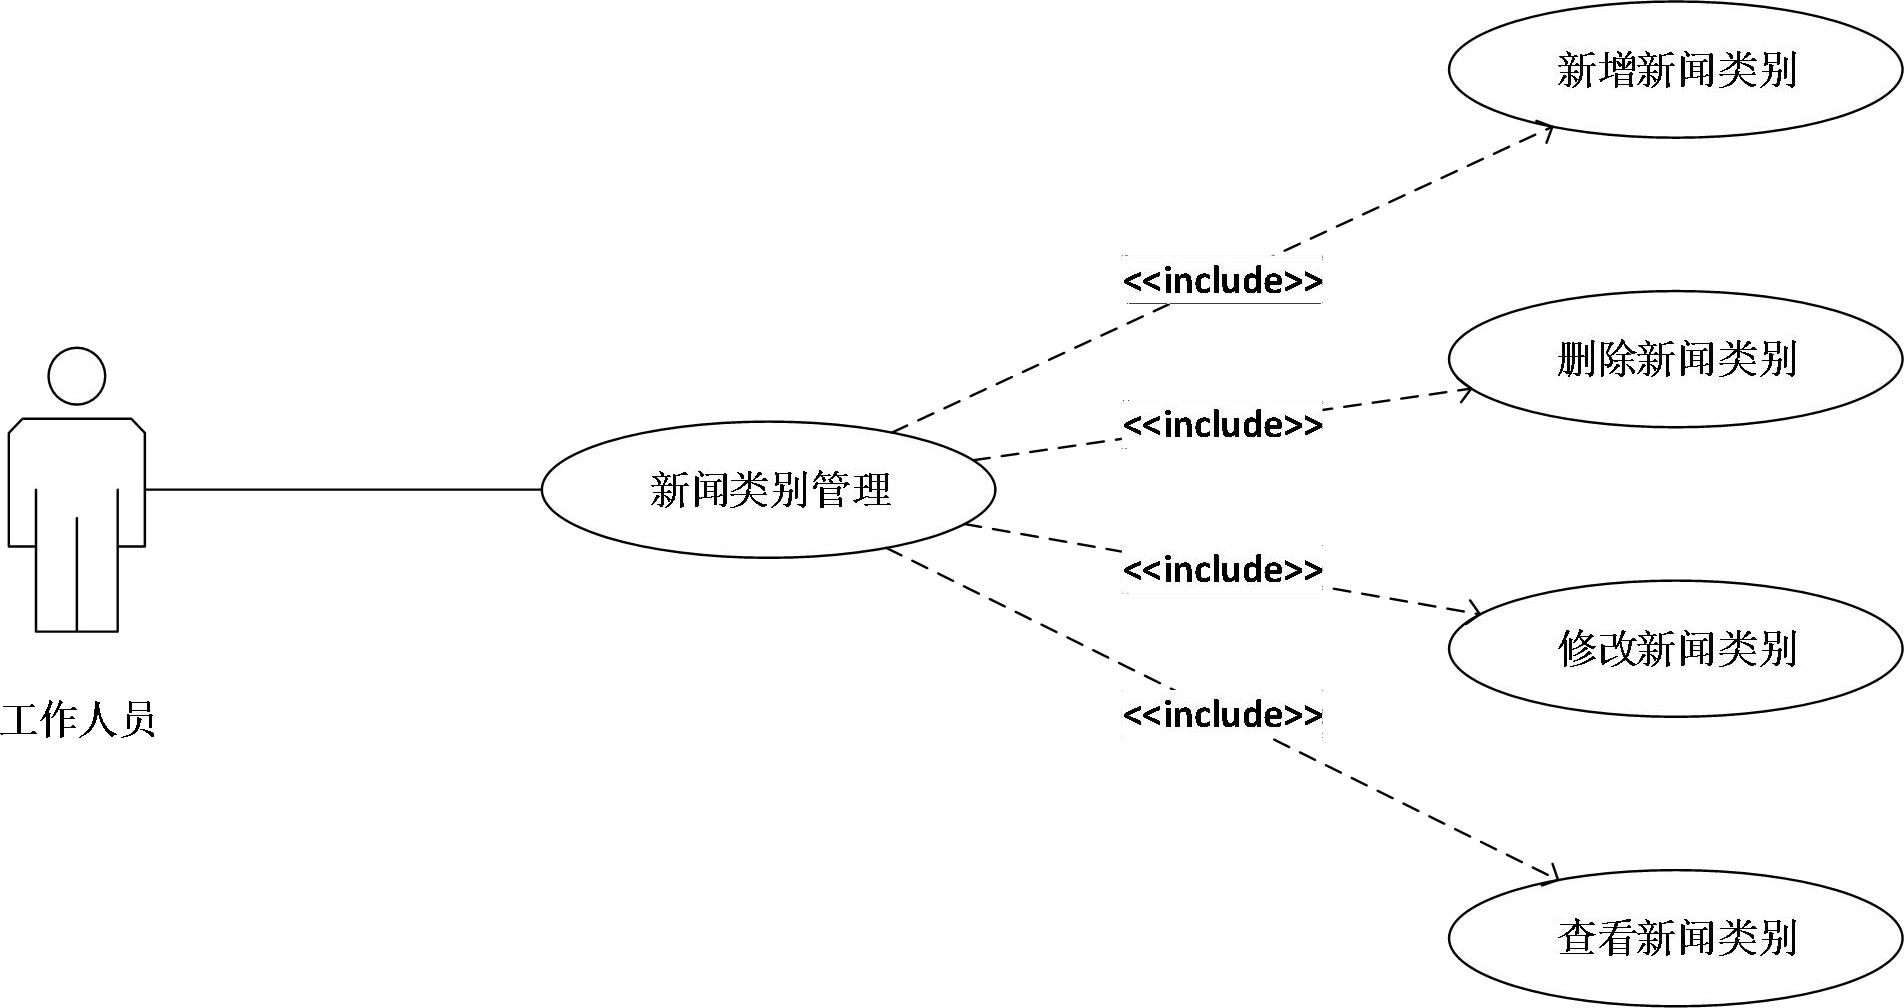 新增新闻类别
<<include>>
删除新闻类别
<<include>>
新闻类别管理
<<include>>
修改新闻类别
工作人员
<<include>>
查看新闻类别